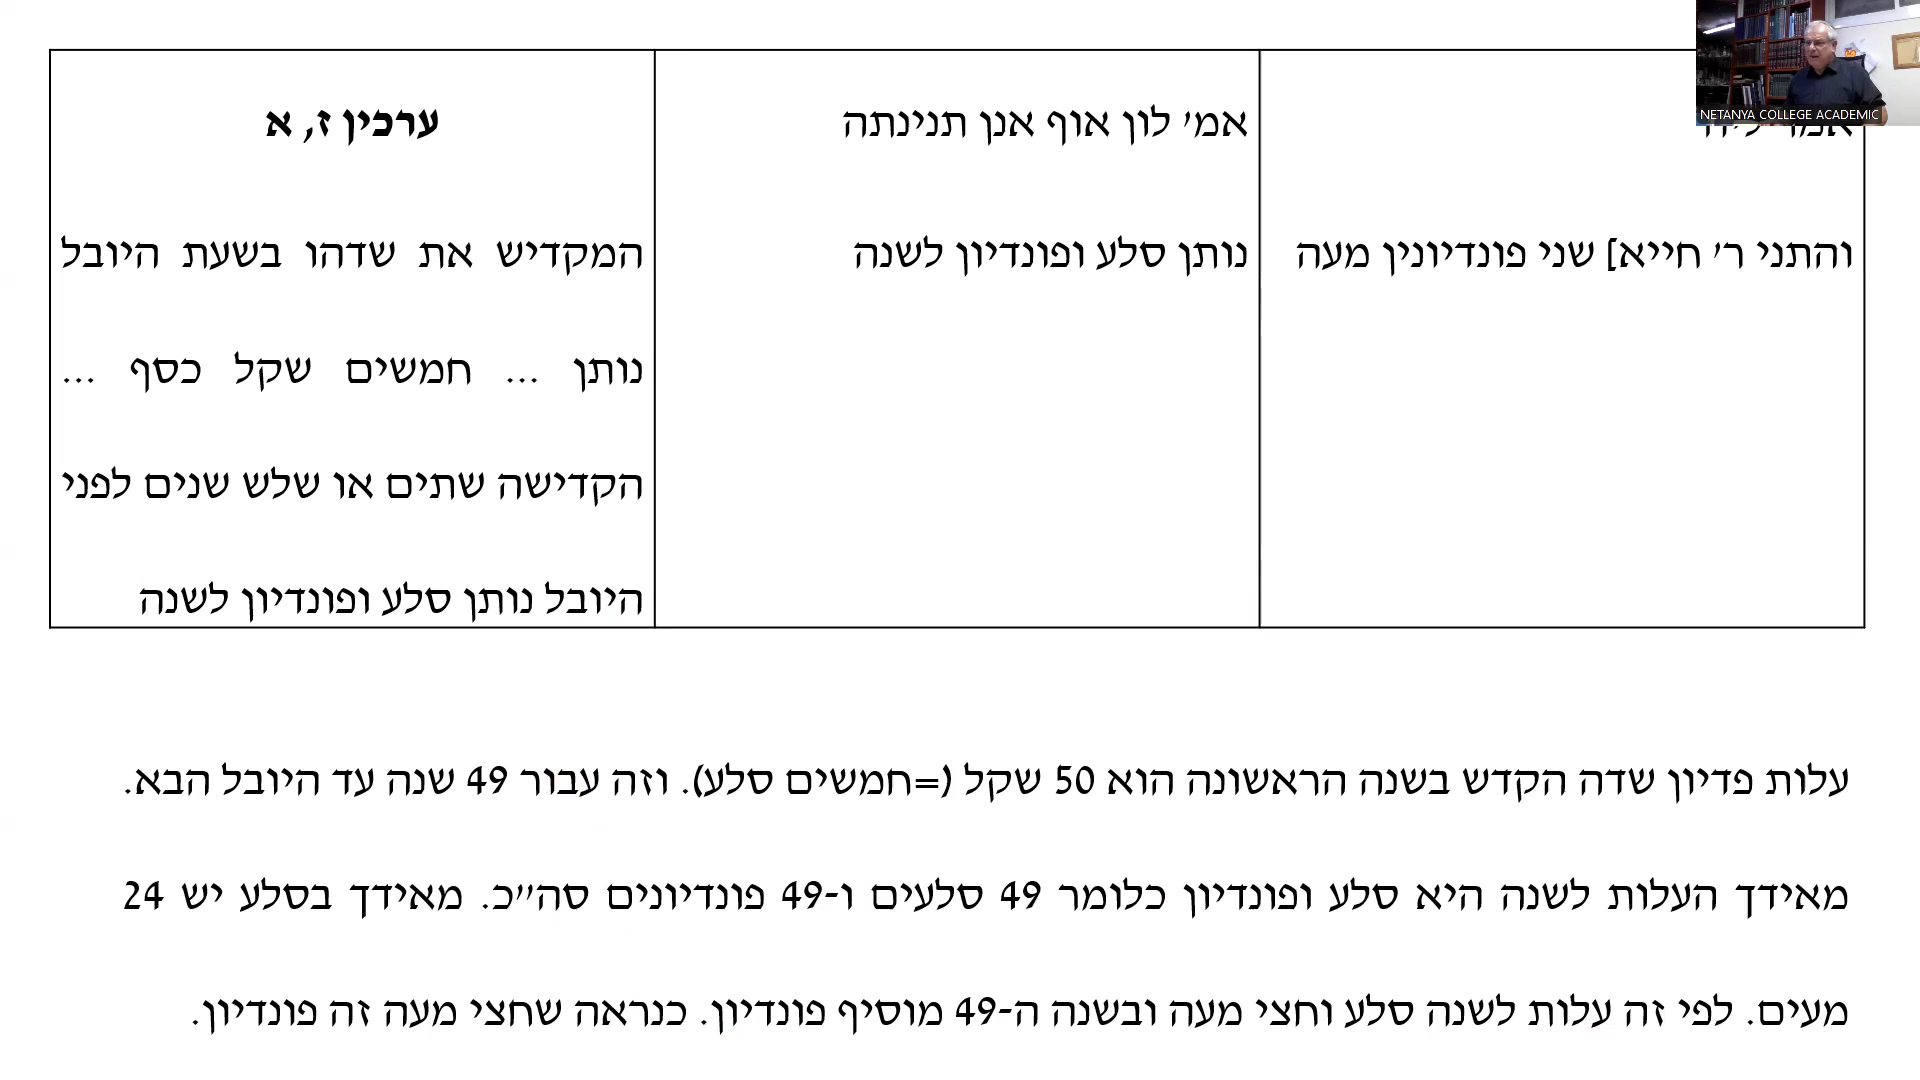 NETANYA COLLEGE ACADEMIC
והתני ר' חייא] שני פונדיונין מעה
אמ' לון אוף אנן תנינתה
נותן סלע ופונדיון לשנה
ערכין ז, א
המקדיש את שדהו בשעת היובל
נותן ... חמשים שקל כסף ...
הקדישה שתים או שלש שנים לפני
היובל נותן סלע ופונדיון לשנה
עלות פדיון שדה הקדש בשנה הראשונה הוא 50 שקל (=חמשים סלע). וזה עבור 49 שנה עד היובל הבא.
מאידך העלות לשנה היא סלע ופונדיון כלומר 49 סלעים ו-49 פונדיונים סה"כ. מאידך בסלע יש 24
מעים. לפי זה עלות לשנה סלע וחצי מעה ובשנה ה-49 מוסיף פונדיון. כנראה שחצי מעה זה פונדיון.